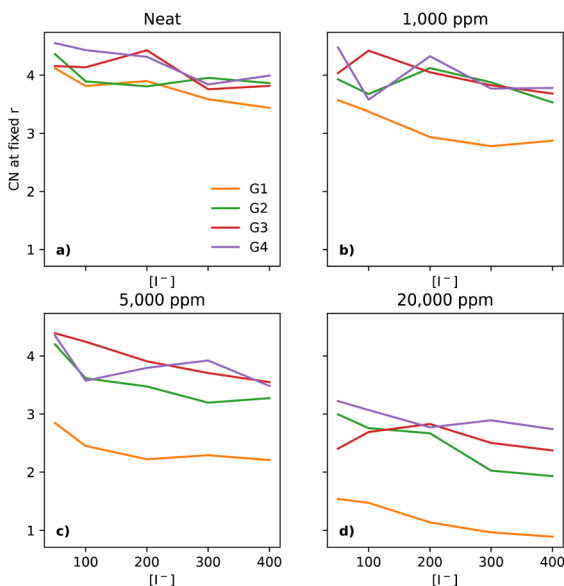 Neat
1,000 ppm
CN at fixed r
4
3
2
1
G1
G2
G3
G4
a)
b)
[I⁻]
[I⁻]
5,000 ppm
20,000 ppm
4
3
2
1
c)
d)
100
200
300
400
100
200
300
400
[I⁻]
[I⁻]